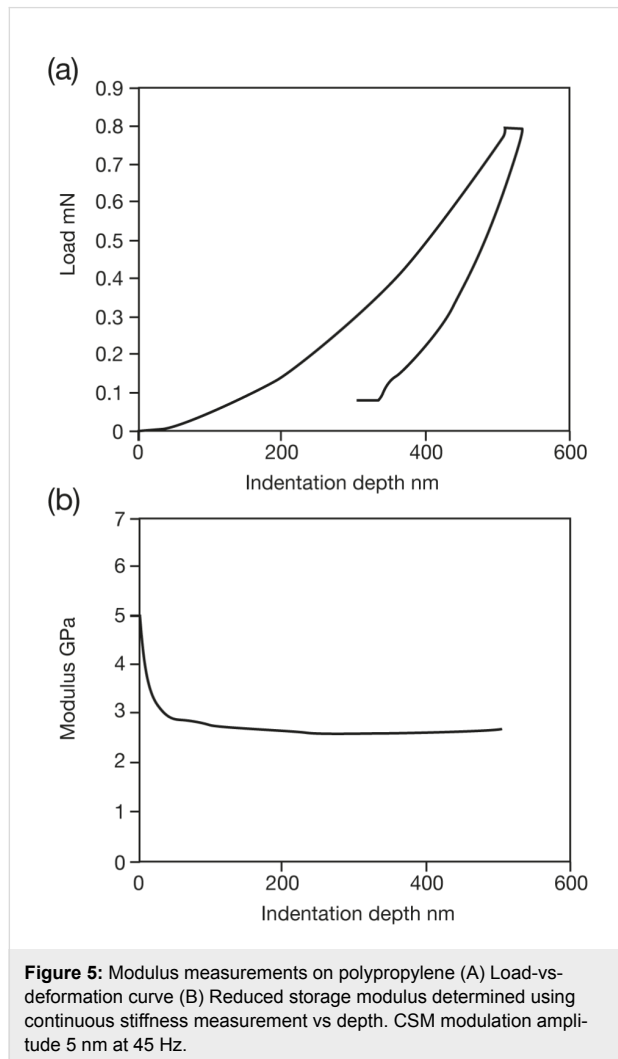 (a)
0.9
0.8
0.7
0.6
0.5
0.4
0.3
0.2
0.1
0
Load mN
0
200
400
600
Indentation depth nm
(b)
7
6
5
4
3
2
1
0
Modulus GPa
0
200
400
600
Indentation depth nm
Figure 5: Modulus measurements on polypropylene (A) Load-vs-
deformation curve (B) Reduced storage modulus determined using
continuous stiffness measurement vs depth. CSM modulation ampli-
tude 5 nm at 45 Hz.